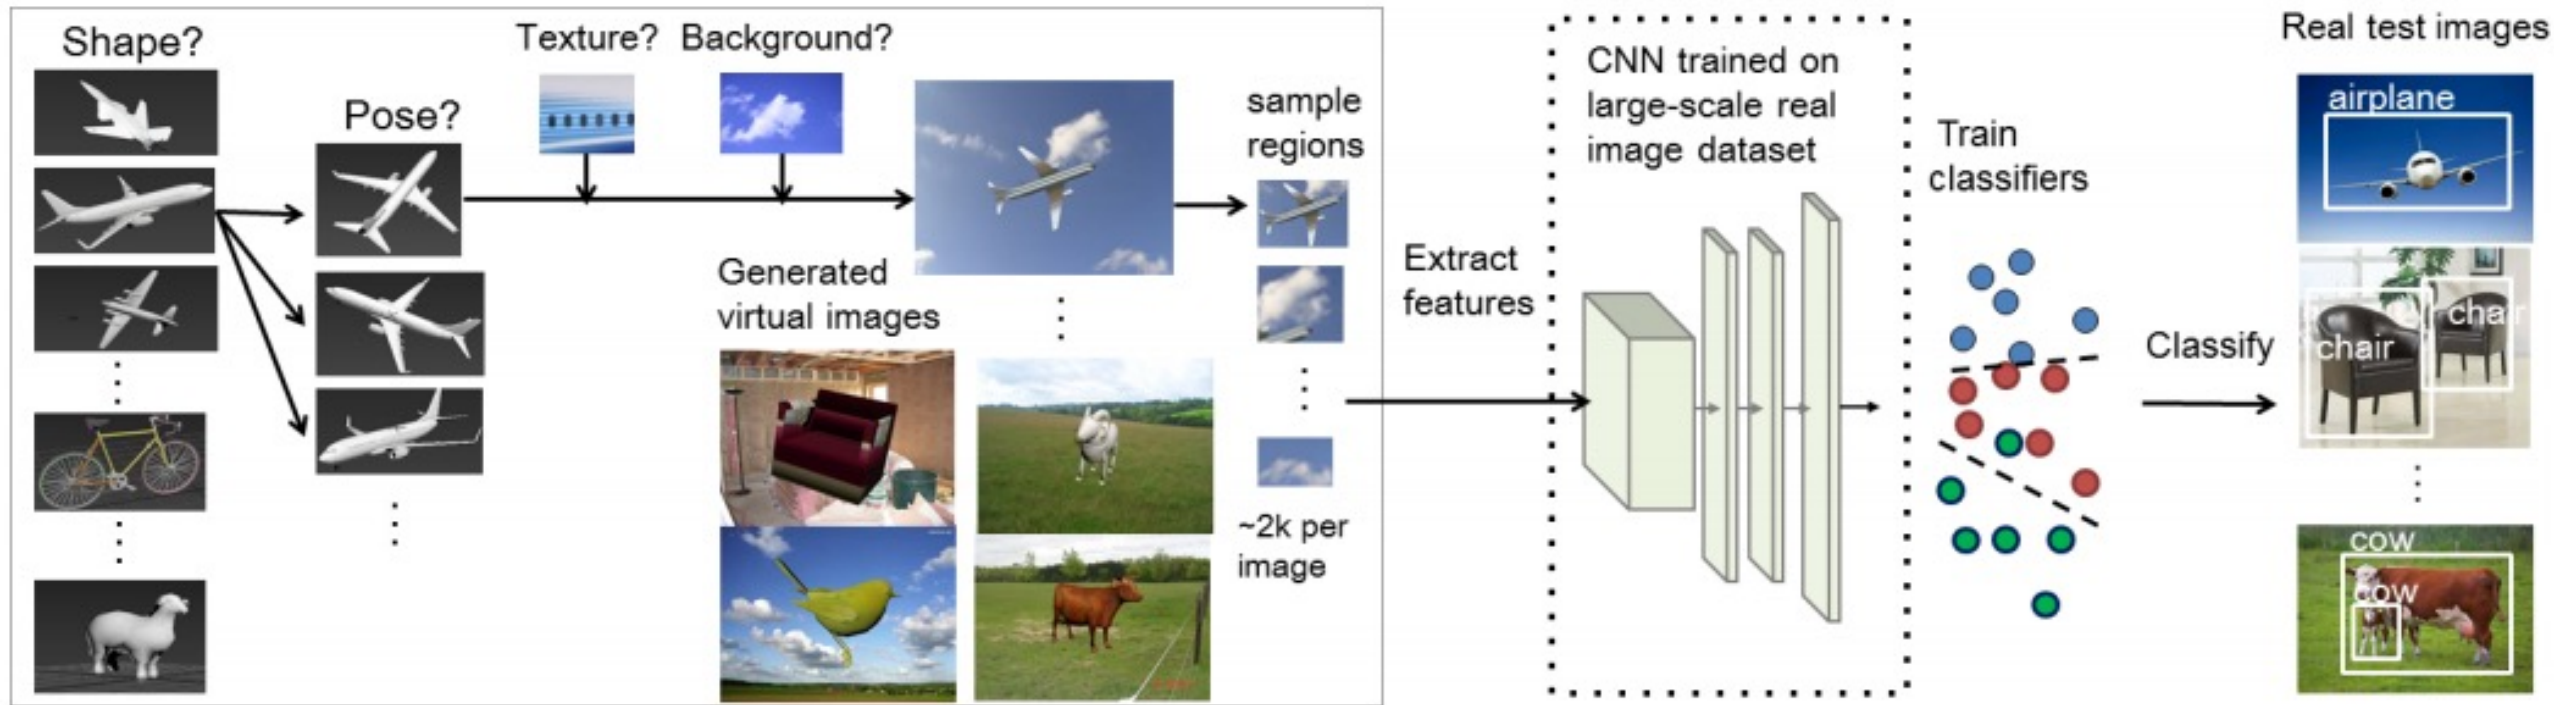 Shape?
Pose?
Texture?
Background?
Generated
virtual images
sample
regions
~2k per
image
Extract
features
CNN trained on
large-scale real
image dataset
Train
classifiers
Classify
Real test images
airplane
chair
chair
cow
cow